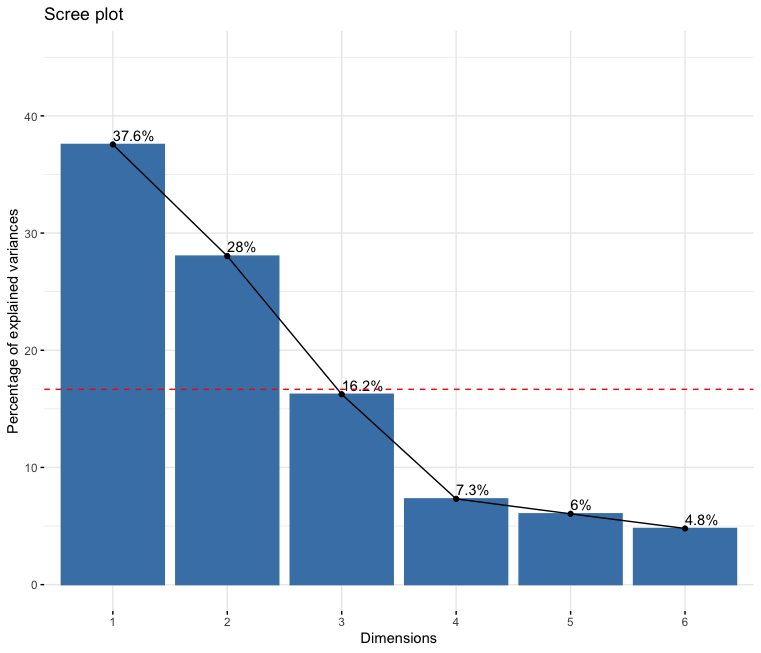 Scree plot
Percentage of explained variances
40
30
20
10
0
37.6%
28%
16.2%
7.3%
6%
4.8%
1 2 3 4 5 6
Dimensions